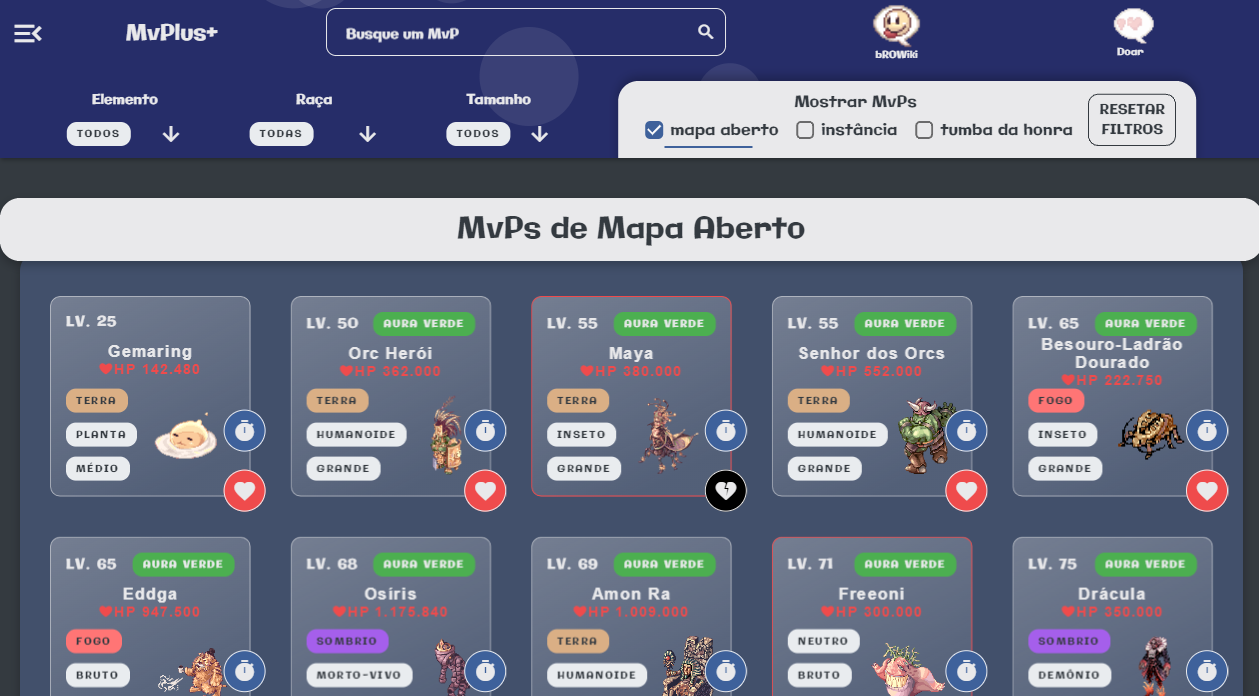 MvPlus+
Busque um MvP
bROWiki
Doar
Elemento
TODOS
Raça
TODAS
Tamanho
TODOS
Mostrar MvPs
mapa aberto
instância
tumba da honra
RESETAR
FILTROS
MvPs de Mapa Aberto
LV. 25
Gemaring
HP 142.480
TERRA
PLANTA
MÉDIO
LV. 50
AURA VERDE
Orc Herói
HP 362.000
TERRA
HUMANOIDE
GRANDE
LV. 55
AURA VERDE
Maya
HP 380.000
TERRA
INSETO
GRANDE
LV. 55
AURA VERDE
Senhor dos Orcs
HP 552.000
TERRA
HUMANOIDE
GRANDE
LV. 65
AURA VERDE
Besouro-Ladrão
Dourado
HP 222.750
FOGO
INSETO
GRANDE
LV. 65
AURA VERDE
Eddga
HP 947.500
FOGO
BRUTO
LV. 68
AURA VERDE
Osíris
HP 1.175.840
SOMBRIO
MORTO-VIVO
LV. 69
AURA VERDE
Amon Ra
HP 1.009.000
TERRA
HUMANOIDE
LV. 71
AURA VERDE
Freeoni
HP 300.000
NEUTRO
BRUTO
LV. 75
AURA VERDE
Drácula
HP 350.000
SOMBRIO
DEMÔNIO